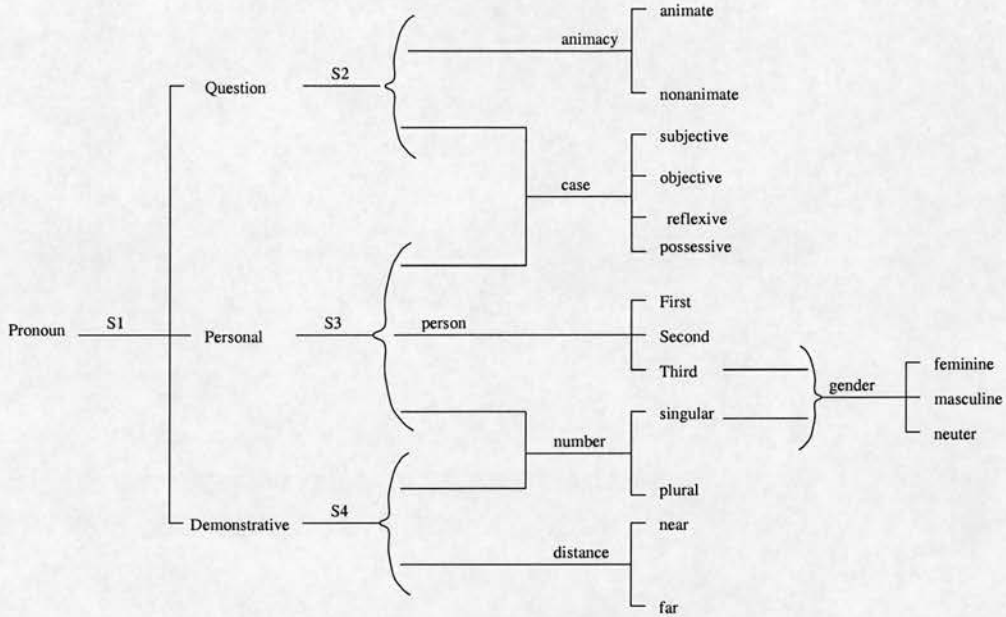 animate
animacy
S2
Question
nonanimate
subjective
objective
case
reflexive
possessive
First
Pronoun
S1
Personal
S3
person
Second
Third
feminine
gender
masculine
singular
neuter
number
plural
Demonstrative
S4
near
distance
far